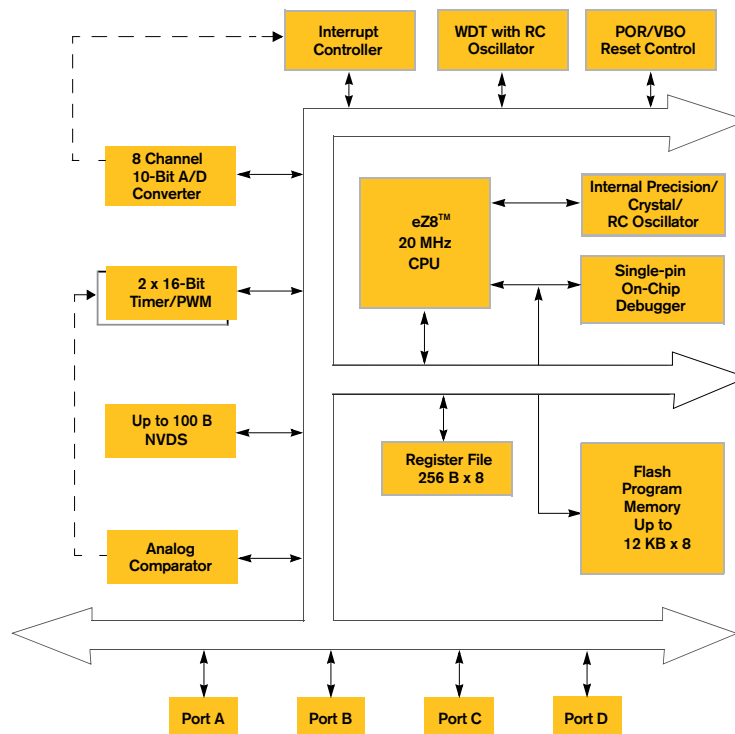 Interrupt
Controller
WDT with RC
Oscillator
POR/VBO
Reset Control
8 Channel
10-Bit A/D
Converter
eZ8™
20 MHz
CPU
Internal Precision/
Crystal/
RC Oscillator
2 x 16-Bit
Timer/PWM
Single-pin
On-Chip
Debugger
Up to 100 B
NVDS
Register File
256 B x 8
Flash
Program
Memory
Up to
12 KB x 8
Analog
Comparator
Port A
Port B
Port C
Port D